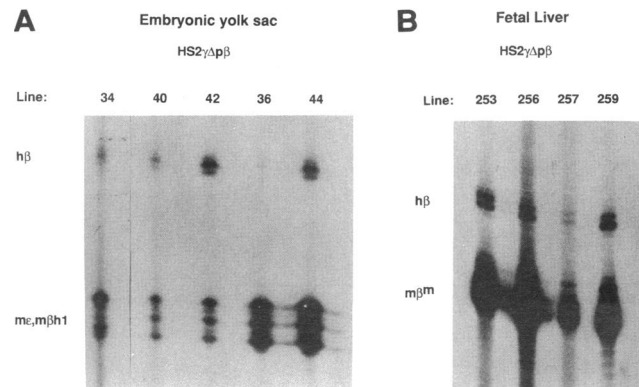 A
Embryonic yolk sac
HS2γΔpβ
Line: 34 40 42 36 44
hβ
mε,mβh1
B
Fetal Liver
HS2γΔpβ
Line: 253 256 257 259
hβ
mβᵐ